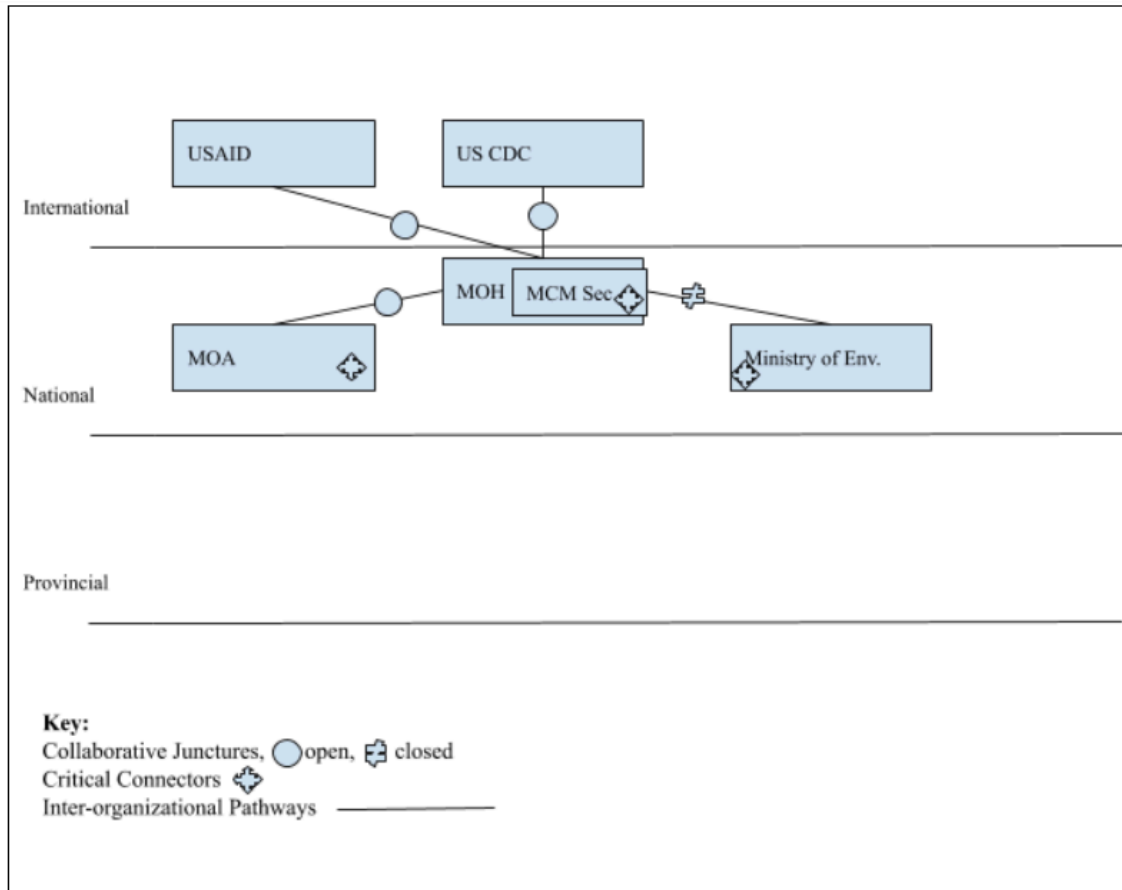 USAID
US CDC
International
MOH
MCM Sec.
MOA
Ministry of Env.
National
Provincial
Key:
Collaborative Junctures, open, closed
Critical Connectors
Inter-organizational Pathways